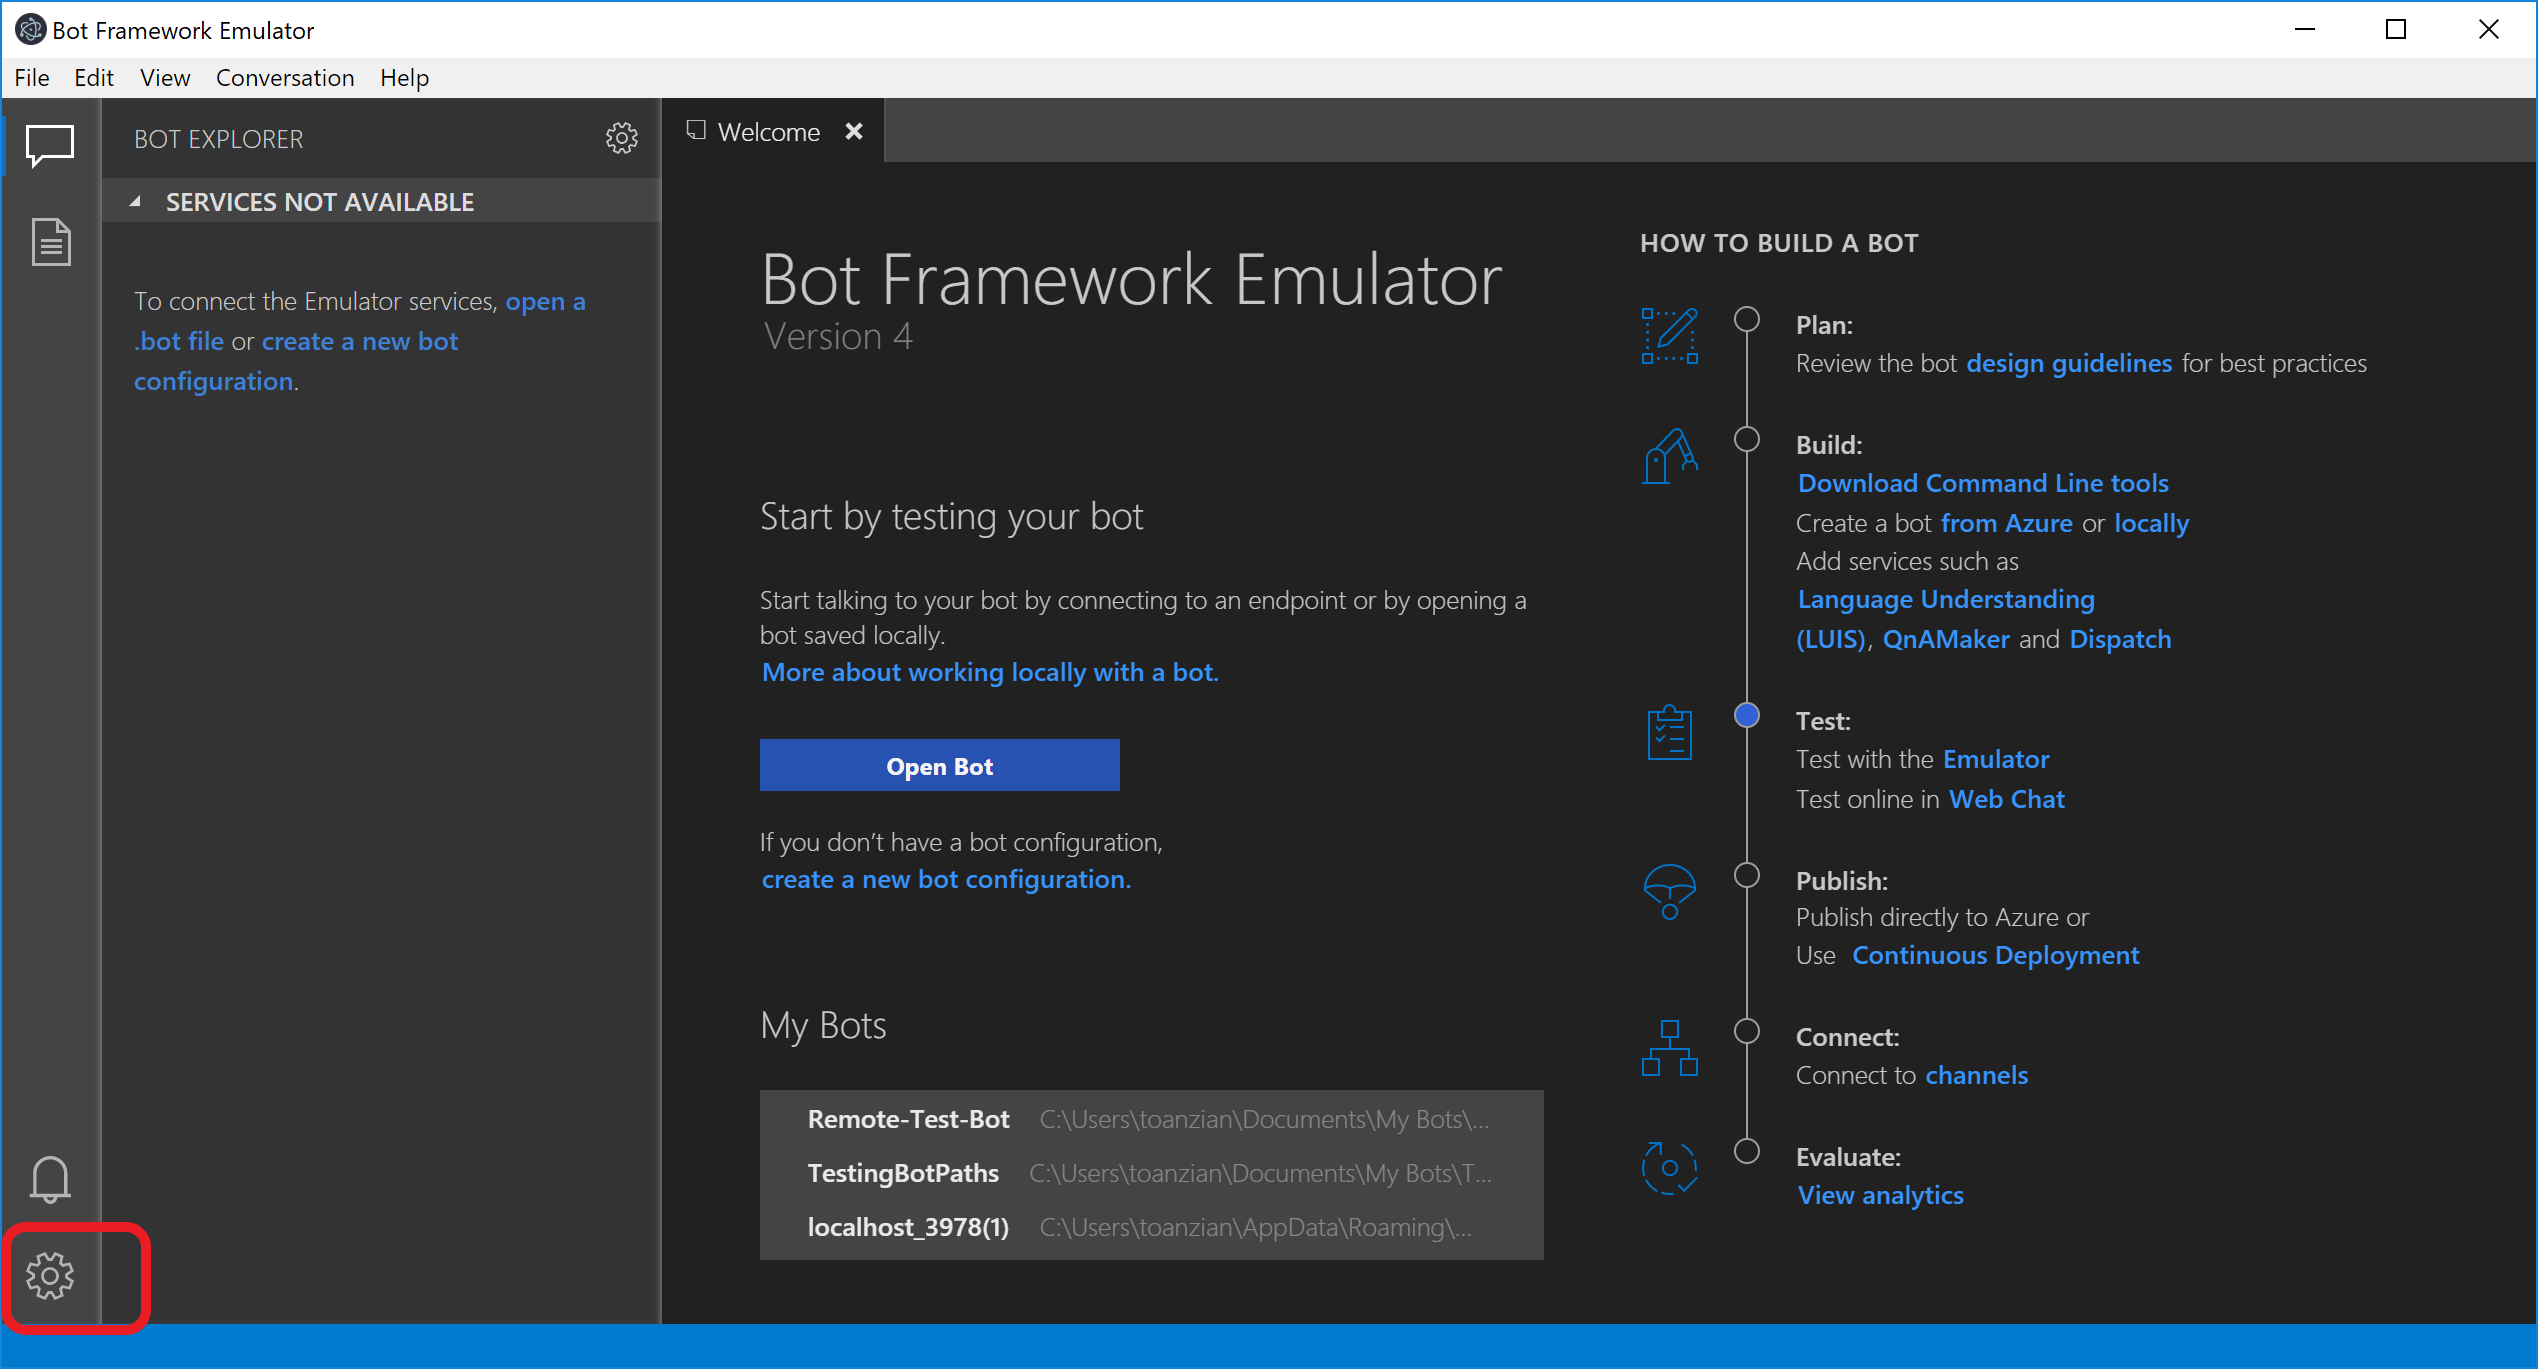 Bot Framework Emulator
File Edit View Conversation Help
BOT EXPLORER
SERVICES NOT AVAILABLE
To connect the Emulator services, open a
.bot file or create a new bot
configuration.
Welcome
Bot Framework Emulator
Version 4
Start by testing your bot
Start talking to your bot by connecting to an endpoint or by opening a
bot saved locally.
More about working locally with a bot.
Open Bot
If you don’t have a bot configuration,
create a new bot configuration.
My Bots
Remote-Test-Bot C:\Users\toanzian\Documents\My Bots\...
TestingBotPaths C:\Users\toanzian\Documents\My Bots\T...
localhost_3978(1) C:\Users\toanzian\AppData\Roaming\...
HOW TO BUILD A BOT
Plan:
Review the bot design guidelines for best practices
Build:
Download Command Line tools
Create a bot from Azure or locally
Add services such as
Language Understanding
(LUIS), QnAMaker and Dispatch
Test:
Test with the Emulator
Test online in Web Chat
Publish:
Publish directly to Azure or
Use Continuous Deployment
Connect:
Connect to channels
Evaluate:
View analytics